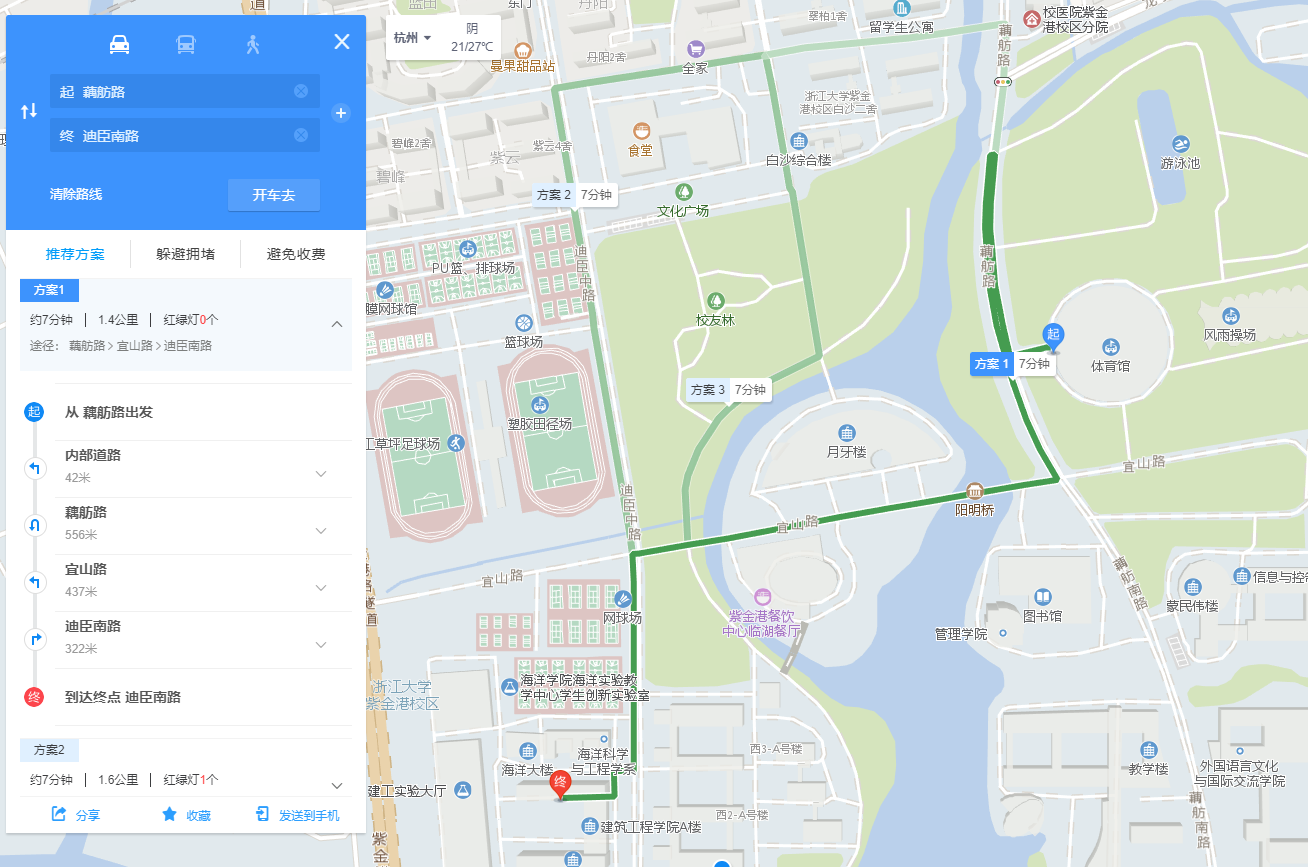 起 藕舫路
终 迪臣南路
清除路线
开车去
推荐方案
躲避拥堵
避免收费
方案1
约7分钟
1.4公里
红绿灯0个
途径： 藕舫路 > 宜山路 > 迪臣南路
起
从 藕舫路出发
内部道路
42米
藕舫路
556米
宜山路
437米
迪臣南路
322米
终
到达终点 迪臣南路
方案2
约7分钟
1.6公里
红绿灯1个
分享
收藏
发送到手机
杭州
阴
21/27℃
道
东门
丹阳
翠柏1舍
留学生公寓
校医院紫金
港校区分院
曼果甜品站
丹阳2舍
全家
藕舫路
浙江大学紫金
港校区白沙二舍
碧峰2舍
紫云4舍
紫云
碧峰
食堂
白沙综合楼
游泳池
方案 2 7分钟
文化广场
迪臣中路
PU篮、排球场
藕舫路
膜网球馆
篮球场
校友林
风雨操场
起
方案 1 7分钟
体育馆
方案 3 7分钟
塑胶田径场
工草坪足球场
月牙楼
宜山路
迪臣中路
阳明桥
宜山路
宜山路
藕舫南路
信息与控制
蒙民伟楼
网球场
紫金港餐饮
中心临湖餐厅
图书馆
管理学院
隧道
浙江大学
紫金港校区
海洋学院海洋实验教
学中心学生创新实验室
海洋科学
与工程学系
海洋大楼
西3-A号楼
教学楼
外国语言文化
与国际交流学院
终
建工实验大厅
西2-A号楼
建筑工程学院A楼
藕舫南路
紫金